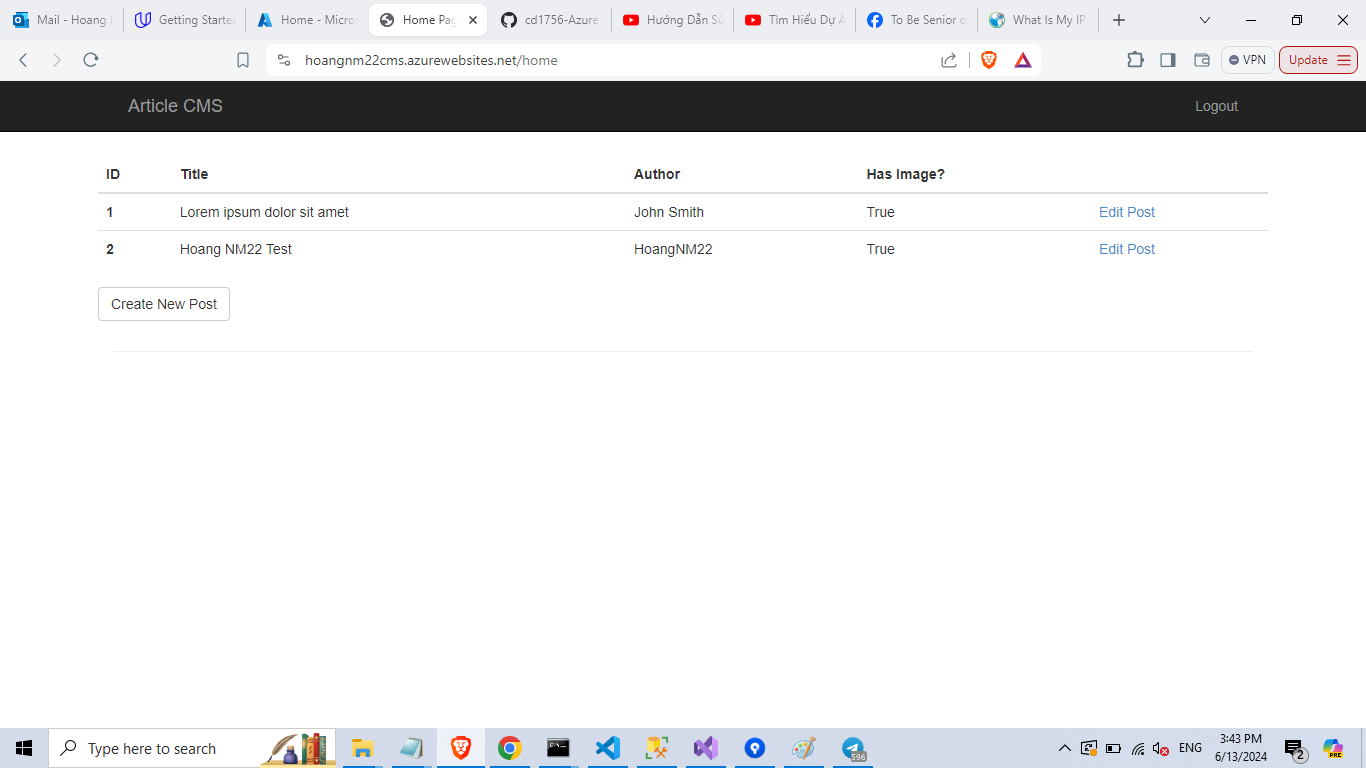 Mail - Hoang
Getting Started
Home - Micros
Home Pag
cd1756-Azure
Hướng Dẫn Sử
Tìm Hiểu Dự Á
To Be Senior o
What Is My IP
hoangnm22cms.azurewebsites.net/home
VPN
Update
Article CMS
Logout
ID Title Author Has Image?
1 Lorem ipsum dolor sit amet John Smith True Edit Post
2 Hoang NM22 Test HoangNM22 True Edit Post
Create New Post
Type here to search
596
ENG
3:43 PM
6/13/2024
2
PRE